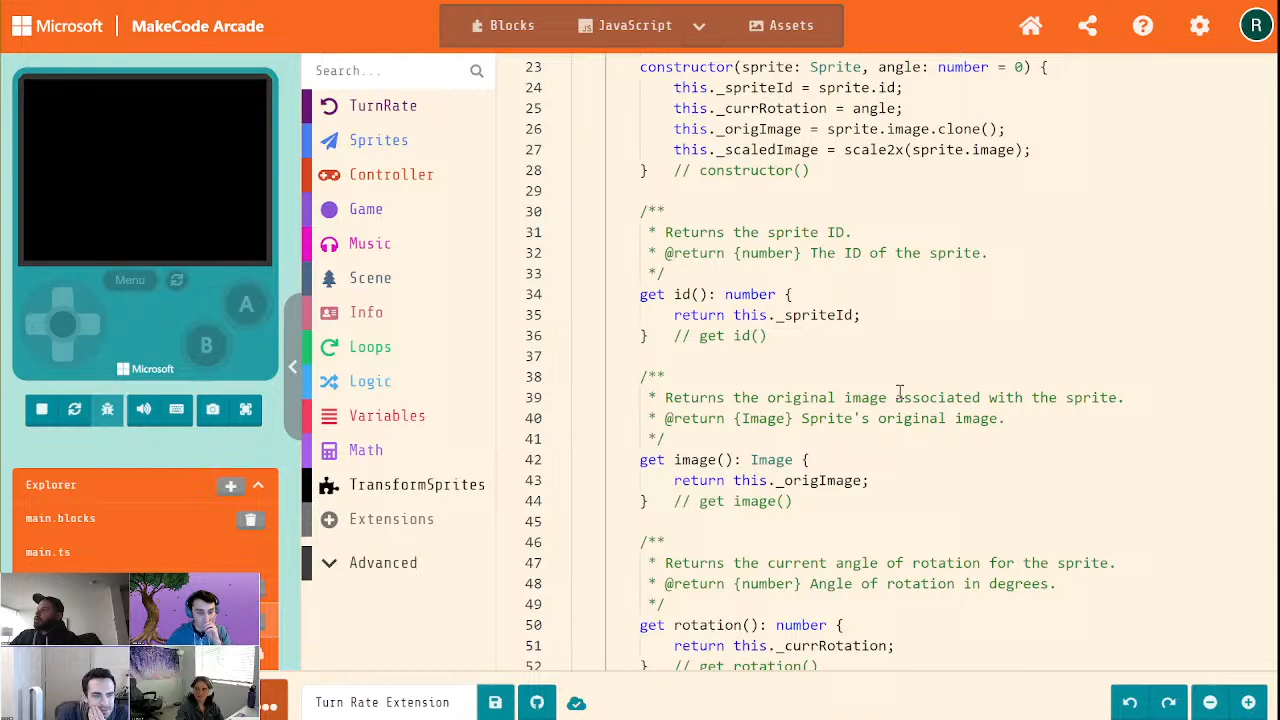 Microsoft
MakeCode Arcade
Blocks
JavaScript
Assets
R
Search...
TurnRate
Sprites
Controller
Game
Music
Scene
Info
Loops
Logic
Variables
Math
TransformSprites
Extensions
Advanced
Menu
A
B
Microsoft
Explorer
main.blocks
main.ts
23 constructor(sprite: Sprite, angle: number = 0) {
24 this._spriteId = sprite.id;
25 this._currRotation = angle;
26 this._origImage = sprite.image.clone();
27 this._scaledImage = scale2x(sprite.image);
28 } // constructor()
29
30 /**
31 * Returns the sprite ID.
32 * @return {number} The ID of the sprite.
33 */
34 get id(): number {
35 return this._spriteId;
36 } // get id()
37
38 /**
39 * Returns the original image associated with the sprite.
40 * @return {Image} Sprite's original image.
41 */
42 get image(): Image {
43 return this._origImage;
44 } // get image()
45
46 /**
47 * Returns the current angle of rotation for the sprite.
48 * @return {number} Angle of rotation in degrees.
49 */
50 get rotation(): number {
51 return this._currRotation;
52 } // get rotation()
Turn Rate Extension